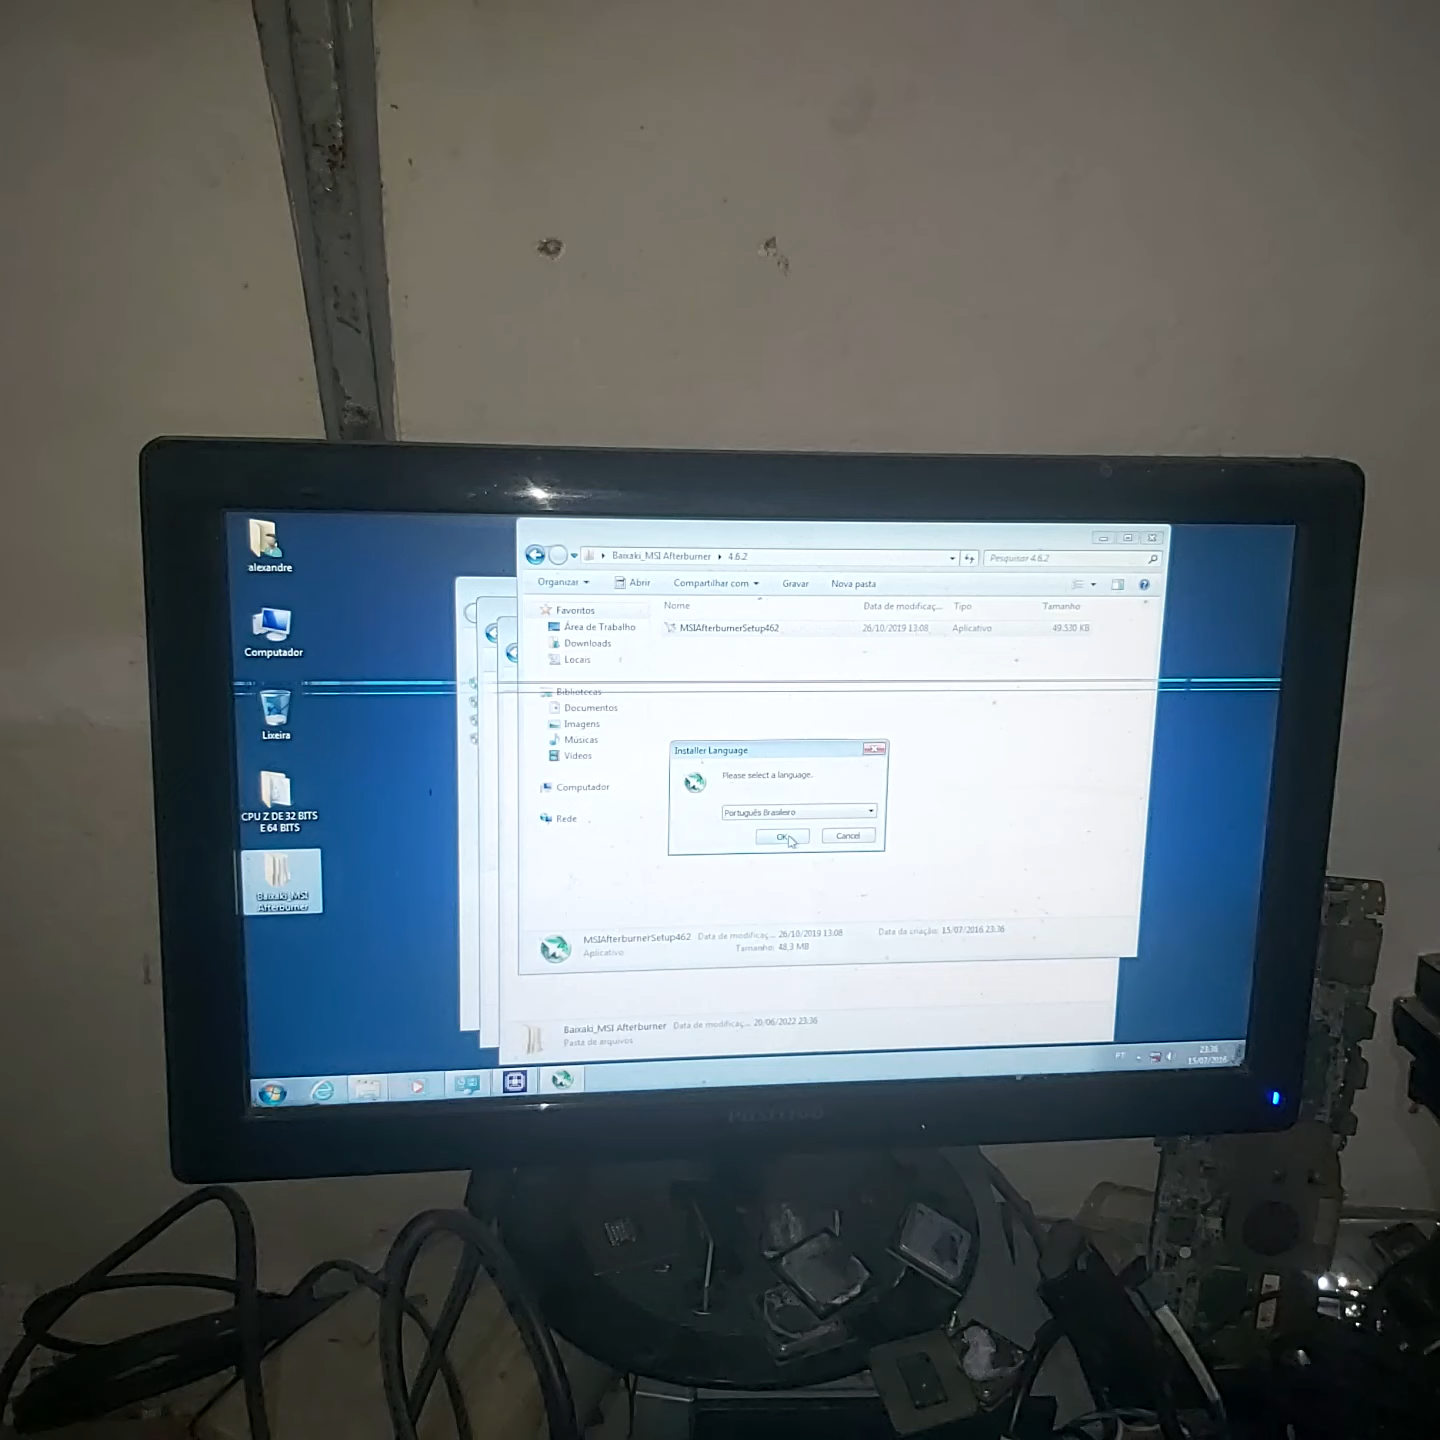 alexandre
Computador
Lixeira
CPU Z DE 32 BITS
E 64 BITS
Baixaki_MSI
Afterburner
Baixaki_MSI Afterburner
4.6.2
Pesquisar 4.6.2
Organizar
Abrir
Compartilhar com
Gravar
Nova pasta
Favoritos
Área de Trabalho
Downloads
Locais
Bibliotecas
Documentos
Imagens
Músicas
Vídeos
Computador
Rede
Nome
Data de modificaç...
Tipo
Tamanho
MSIAfterburnerSetup462
26/10/2019 13:08
Aplicativo
49.530 KB
Installer Language
Please select a language.
Português Brasileiro
OK
Cancel
MSIAfterburnerSetup462 Data de modificaç... 26/10/2019 13:08 Data da criação: 15/07/2016 23:36
Aplicativo Tamanho: 48,3 MB
Baixaki_MSI Afterburner Data de modificaç... 20/06/2022 23:36
Pasta de arquivos
PT
23:36
15/07/2016
POSITIVO